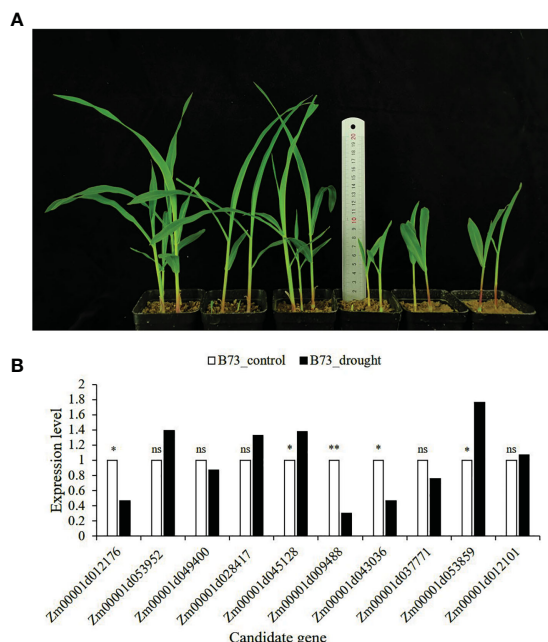 A
20
10
B
B73_control B73_drought
Expression level
2
1.8
1.6
1.4
1.2
1
0.8
0.6
0.4
0.2
0
* ns ns ns * ** * ns * ns
Zm00001d012176
Zm00001d053952
Zm00001d049400
Zm00001d028417
Zm00001d045128
Zm00001d009488
Zm00001d043036
Zm00001d037771
Zm00001d053859
Zm00001d012101
Candidate gene